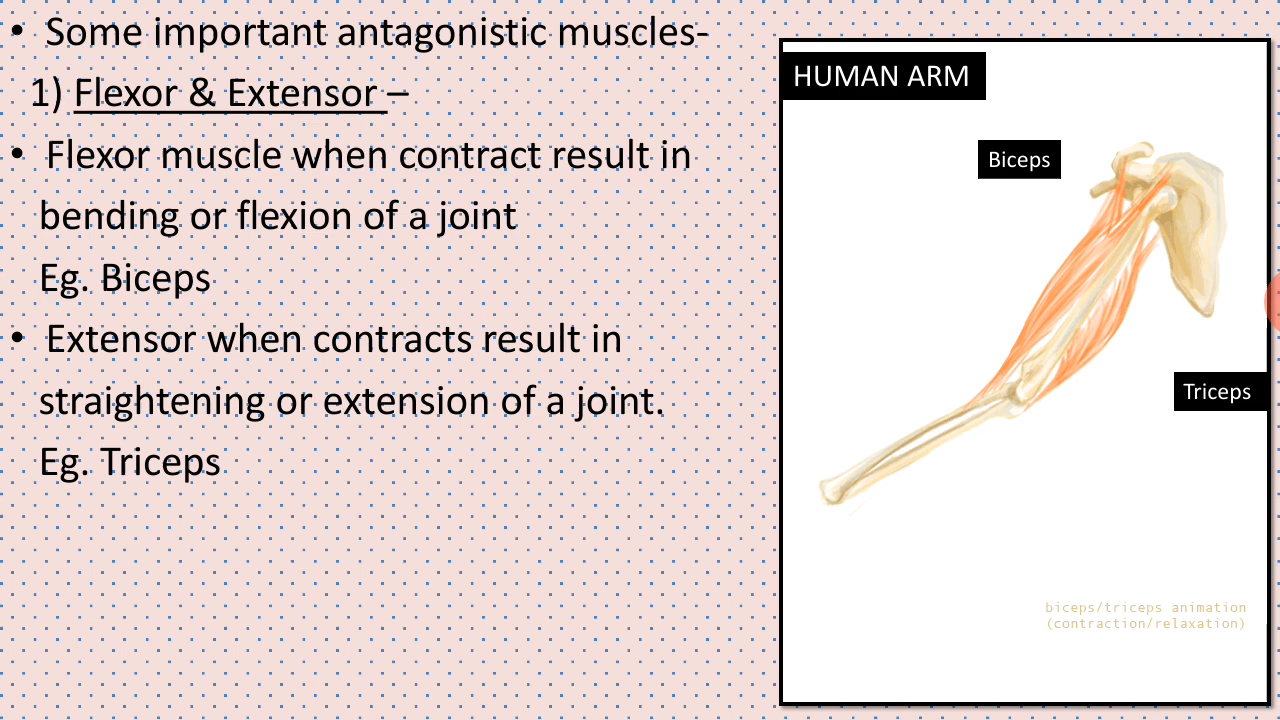 • Some important antagonistic muscles-
1) Flexor & Extensor –
• Flexor muscle when contract result in
bending or flexion of a joint
Eg. Biceps
• Extensor when contracts result in
straightening or extension of a joint.
Eg. Triceps
HUMAN ARM
Biceps
Triceps
biceps/triceps animation
(contraction/relaxation)